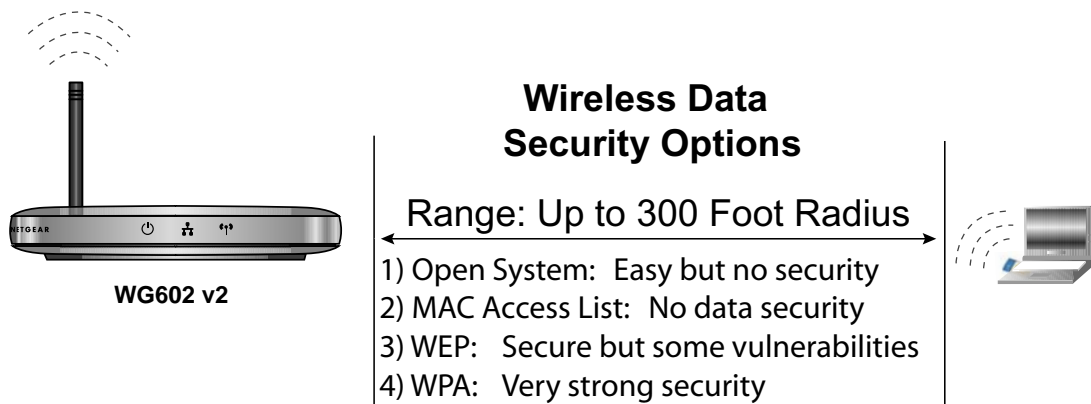 Wireless Data
Security Options
Range: Up to 300 Foot Radius
NETGEAR
WG602 v2
1) Open System: Easy but no security
2) MAC Access List: No data security
3) WEP: Secure but some vulnerabilities
4) WPA: Very strong security